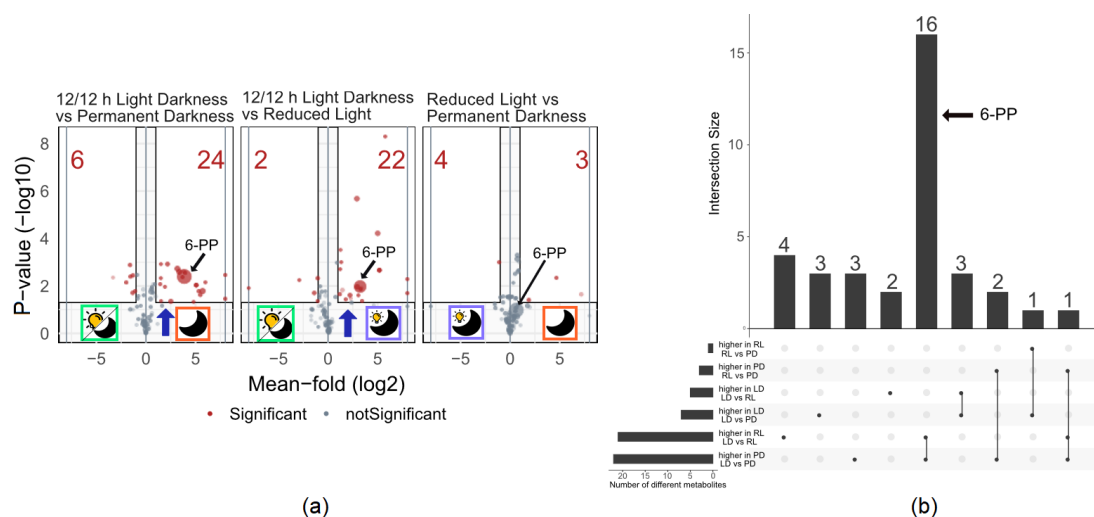 12/12 h Light Darkness
vs Permanent Darkness
12/12 h Light Darkness
vs Reduced Light
Reduced Light vs
Permanent Darkness
P-value (−log10)
8
6
4
2
0
6
24
6-PP
2
22
6-PP
4
3
6-PP
−5
0
5
−5
0
5
−5
0
5
Mean-fold (log2)
Significant
notSignificant
(a)
Intersection Size
15
10
5
0
4
3
3
2
16
3
2
1
1
6-PP
higher in RL
RL vs PD
higher in PD
RL vs PD
higher in LD
LD vs RL
higher in LD
LD vs PD
higher in RL
LD vs RL
higher in PD
LD vs PD
20 15 10 5 0
Number of different metabolites
(b)